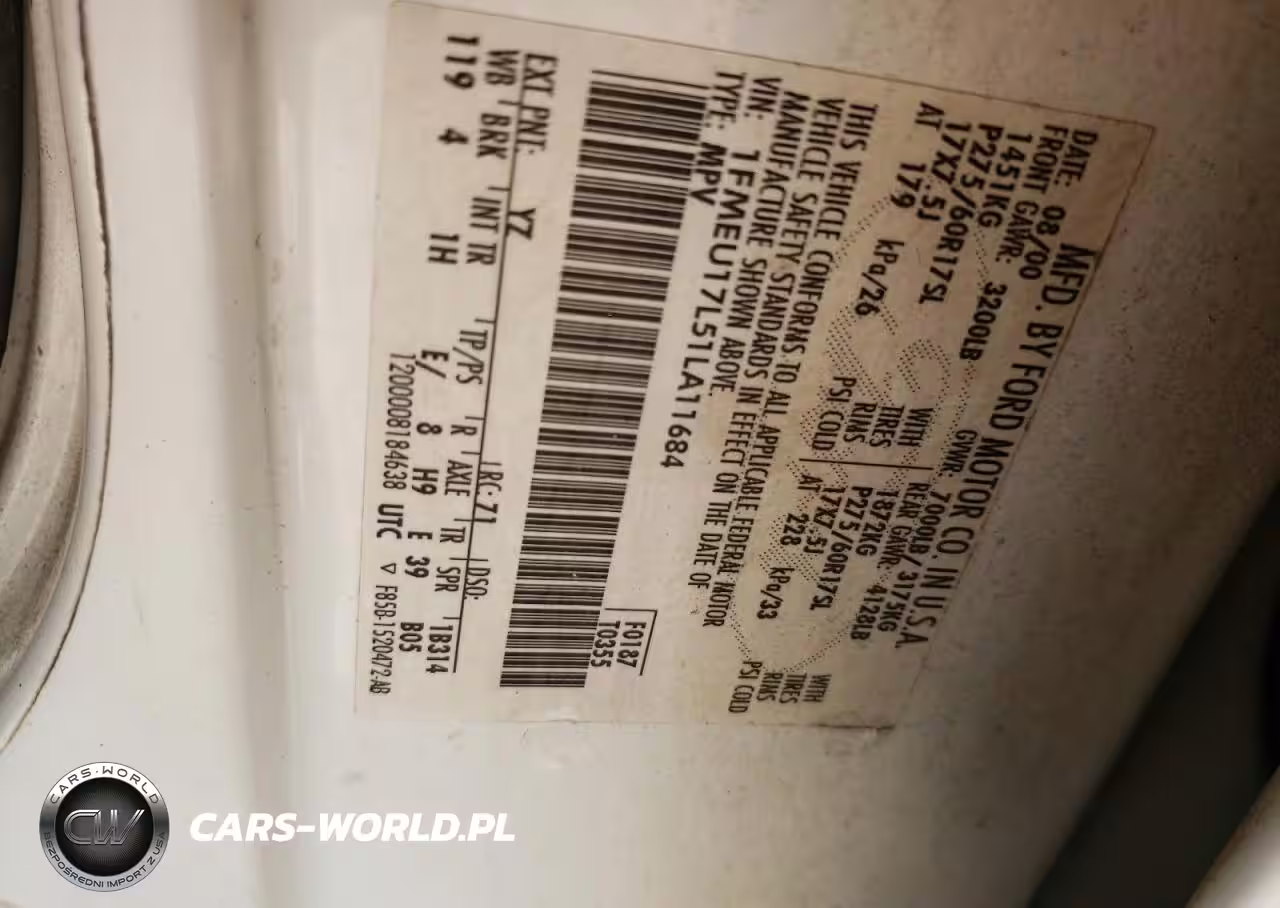 MFD. BY FORD MOTOR CO IN U.S.A
DATE: 08/00 GVWR: 7000LB/ 3175KG
FRONT GAWR: 3200LB REAR GAWR: 4128LB
1451KG WITH 1872KG WITH
P275/60R17SL TIRES P275/60R17SL TIRES
17X7.5J RIMS 17X7.5J RIMS
AT 179 kPa/26 PSI COLD AT 228 kPa/33 PSI COLD
THIS VEHICLE CONFORMS TO ALL APPLICABLE FEDERAL MOTOR
VEHICLE SAFETY STANDARDS IN EFFECT ON THE DATE OF
MANUFACTURE SHOWN ABOVE.
VIN: 1FMEU17L51LA11684
TYPE: MPV
F0187
T0355
EXT PNT: YZ RC: 71 DSO:
WB BRK INT TR TP/PS R AXLE TR SPR TB314
119 4 1H E/ 8 H9 E 39 B05
1200008184638 UTC ▽ F85B-1520472-AB
CARS-WORLD
CW
BEZPOŚREDNI IMPORT Z USA
CARS-WORLD.PL